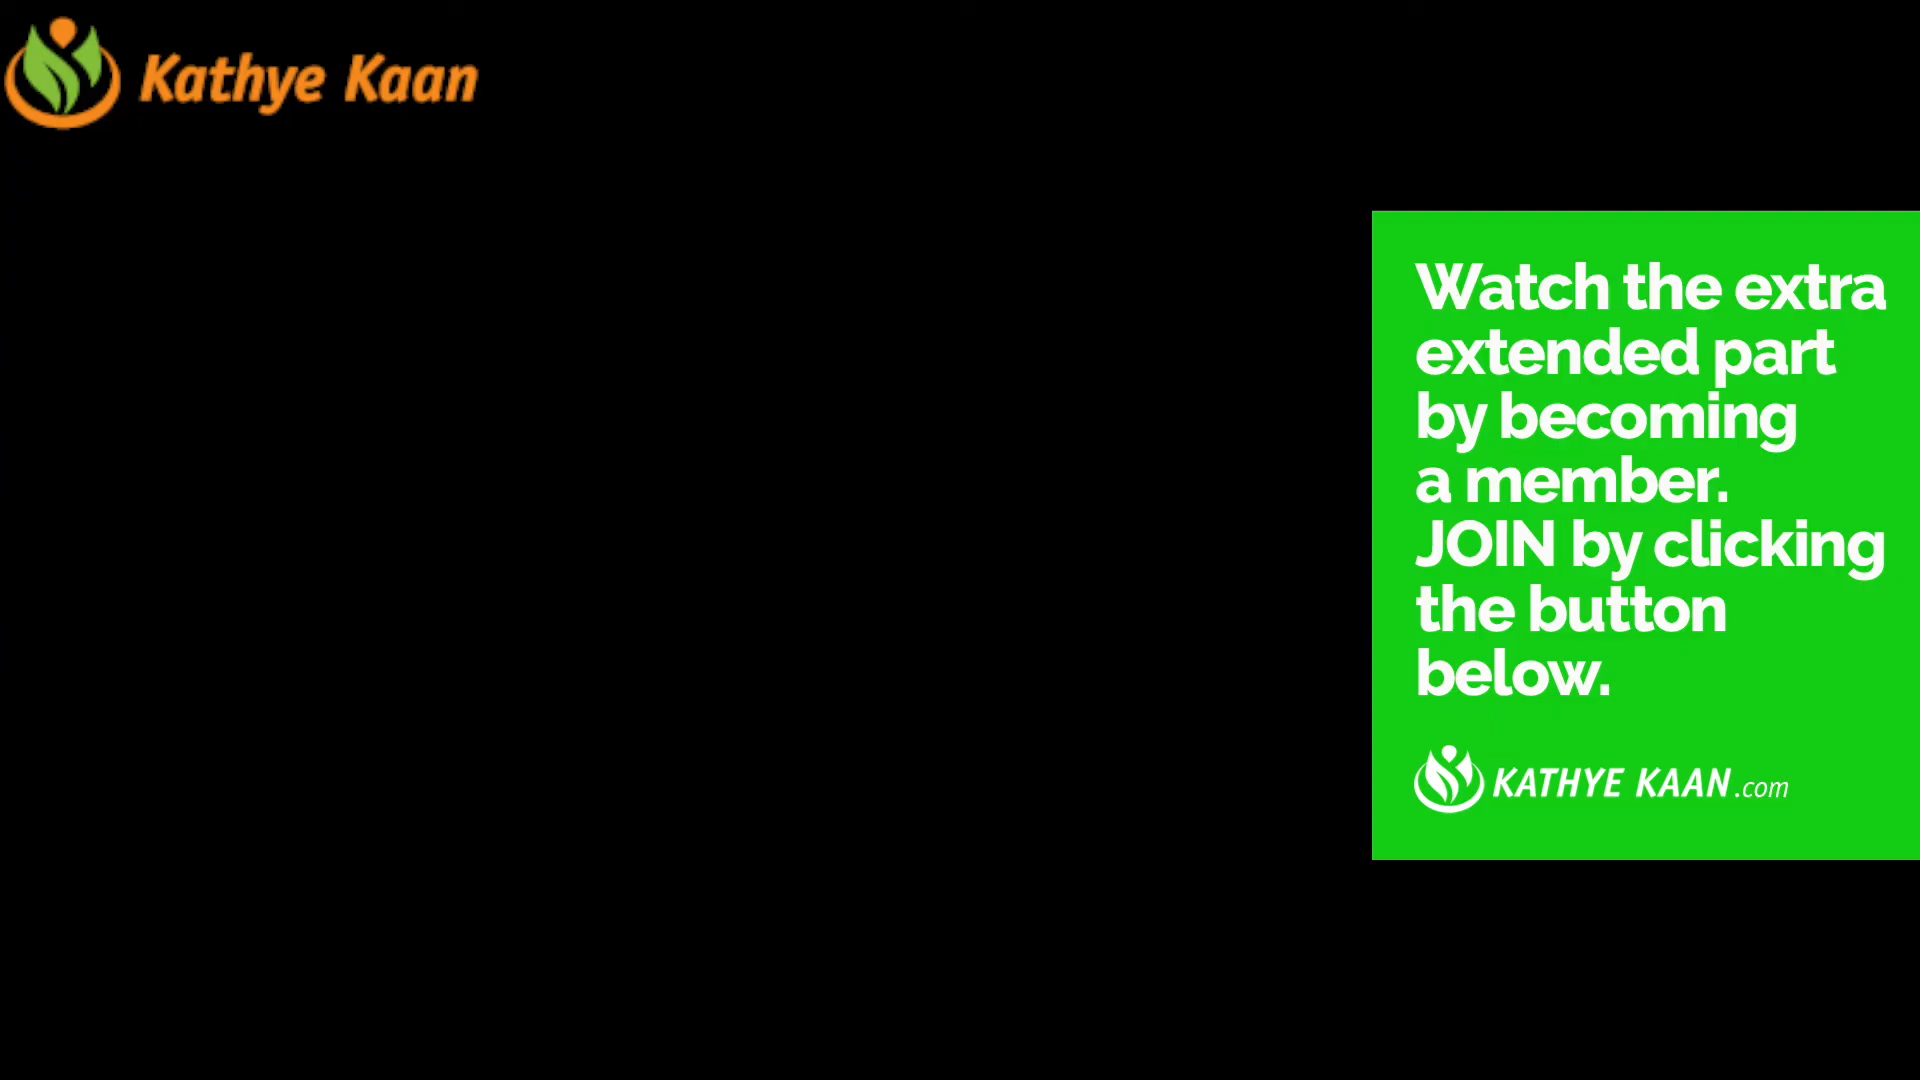 Kathye Kaan
Watch the extra
extended part
by becoming
a member.
JOIN by clicking
the button
below.
KATHYE KAAN.com